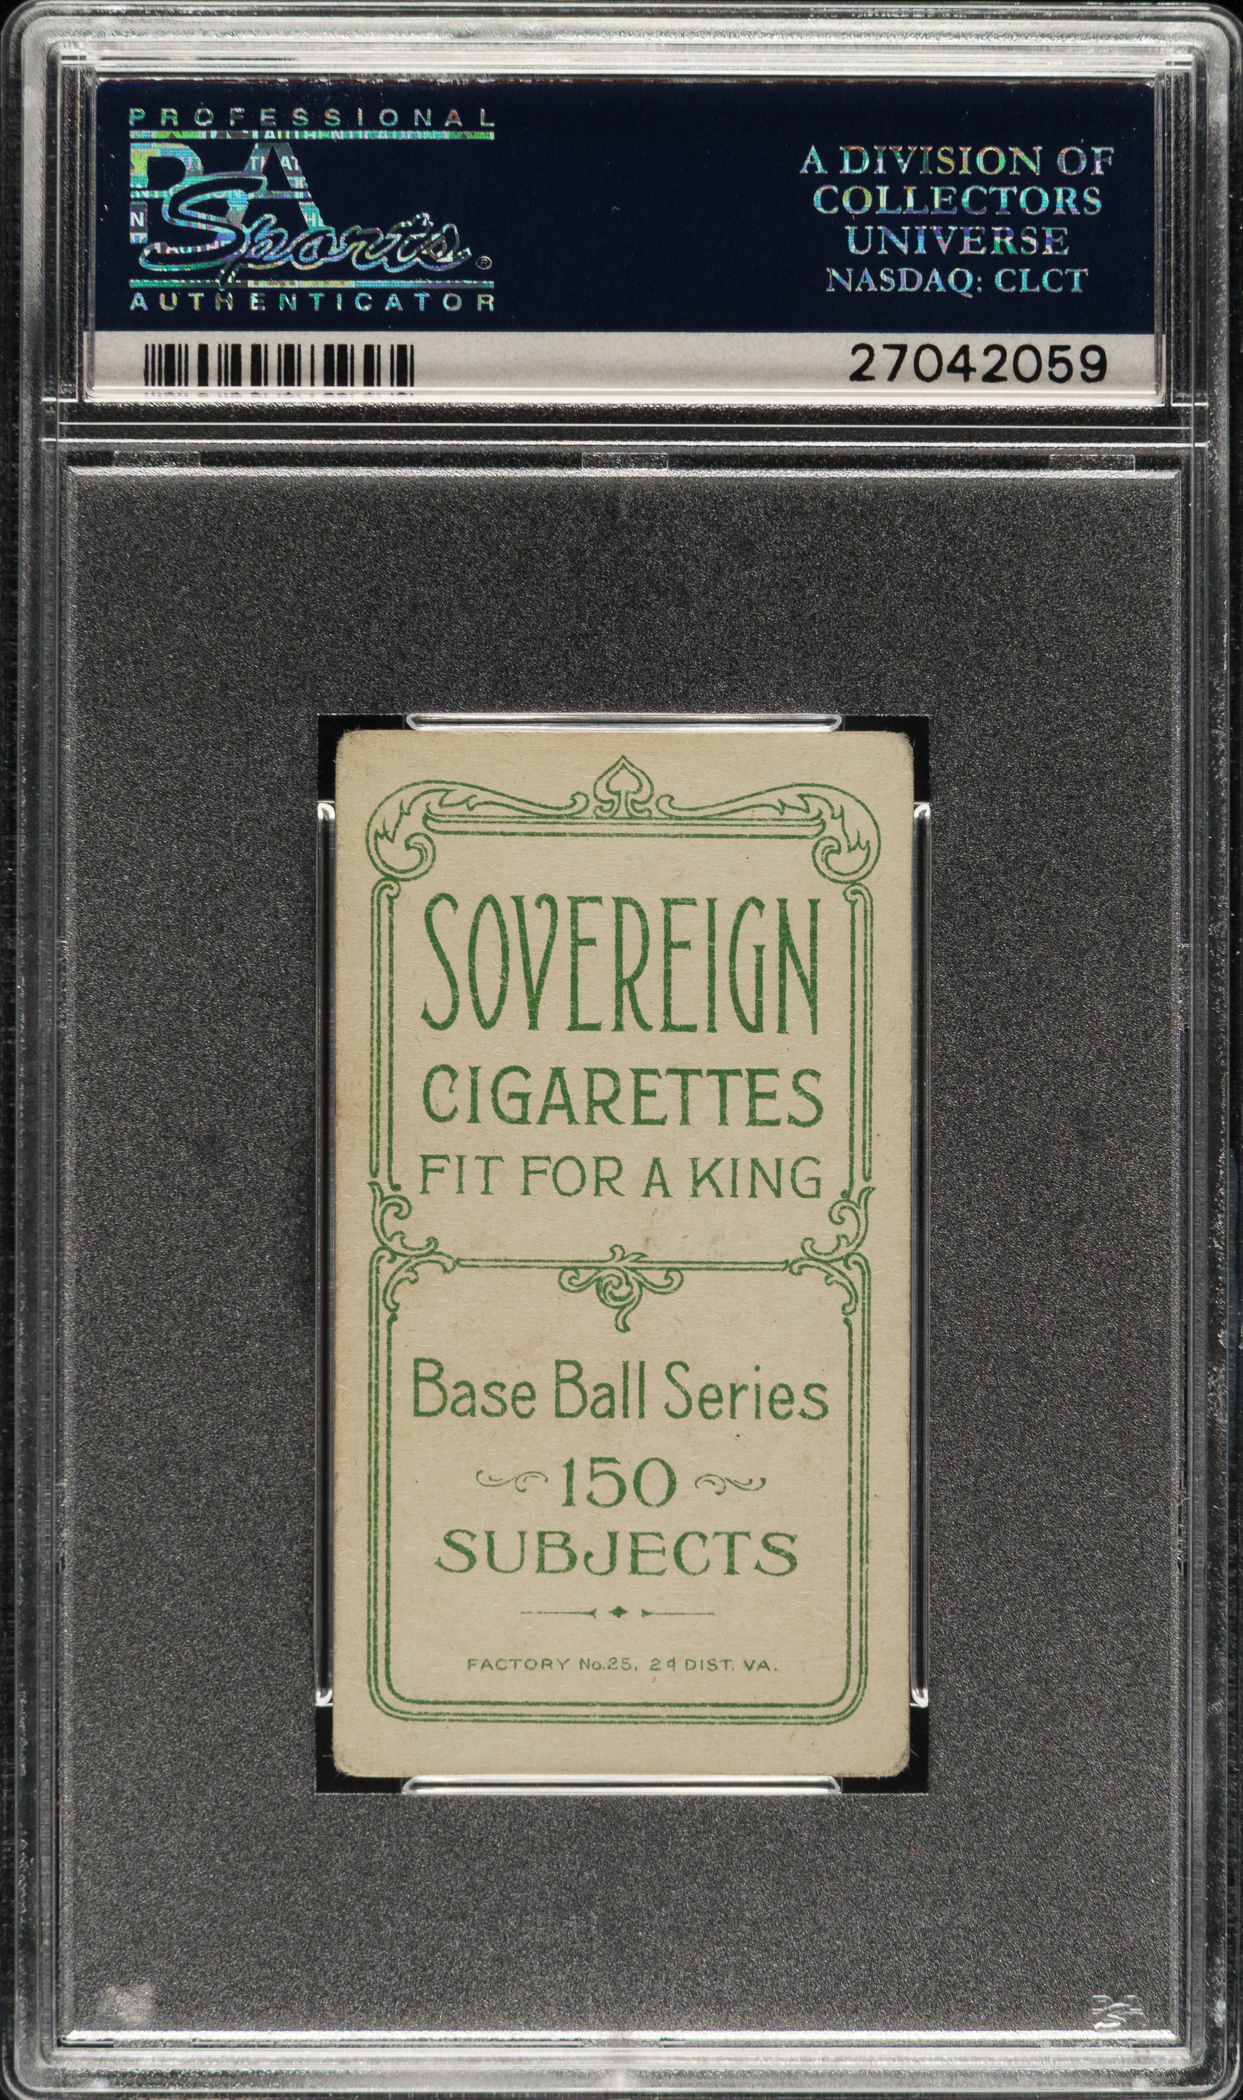 PROFESSIONAL
PSA
Sports®
AUTHENTICATOR
A DIVISION OF
COLLECTORS
UNIVERSE
NASDAQ: CLCT
27042059
SOVEREIGN
CIGARETTES
FIT FOR A KING
Base Ball Series
150
SUBJECTS
FACTORY No.25, 2d DIST. VA.
PSA